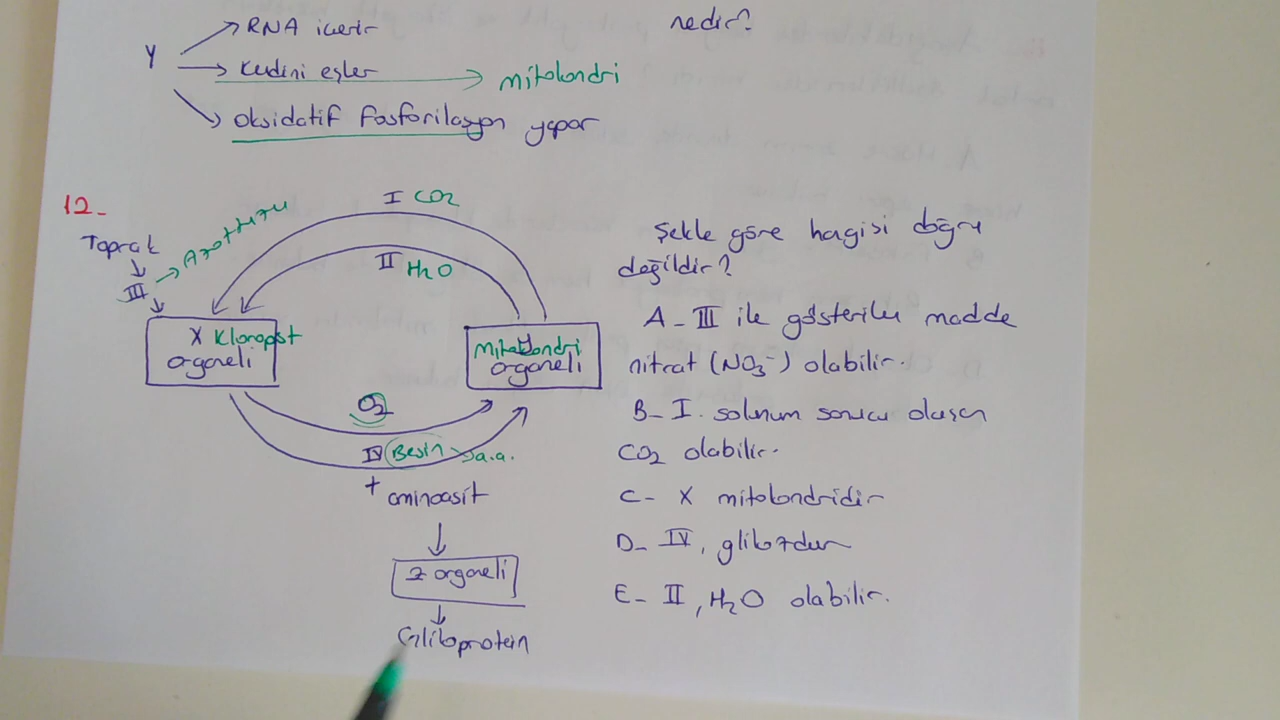 RNA içerir
nedir?
Y
Kendini eşler
mitokondri
oksidatif fosforilasyon yapar
12-
Toprak
III
Azotlu tuz
I CO2
II H2O
X Kloroplast
organeli
Y
Mitokondri
organeli
O2
IV Besin a.a.
+ aminoasit
Z organeli
Glikoprotein
Şekle göre hangisi doğru
değildir?
A- III ile gösterilen madde
nitrat (NO3-) olabilir.
B- I. solunum sonucu oluşan
CO2 olabilir.
C- X mitokondridir
D- IV, glikozdur
E- II, H2O olabilir.